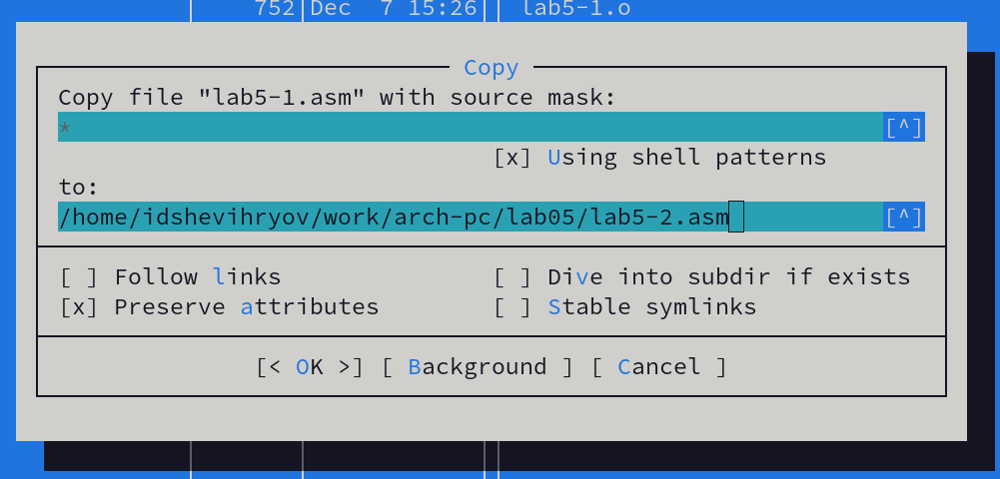 752 Dec  7 15:26 lab5-1.o
Copy
Copy file "lab5-1.asm" with source mask:
* [^]
[x] Using shell patterns
to:
/home/idshevihryov/work/arch-pc/lab05/lab5-2.asm [^]
[ ] Follow links [ ] Dive into subdir if exists
[x] Preserve attributes [ ] Stable symlinks
[< OK >] [ Background ] [ Cancel ]